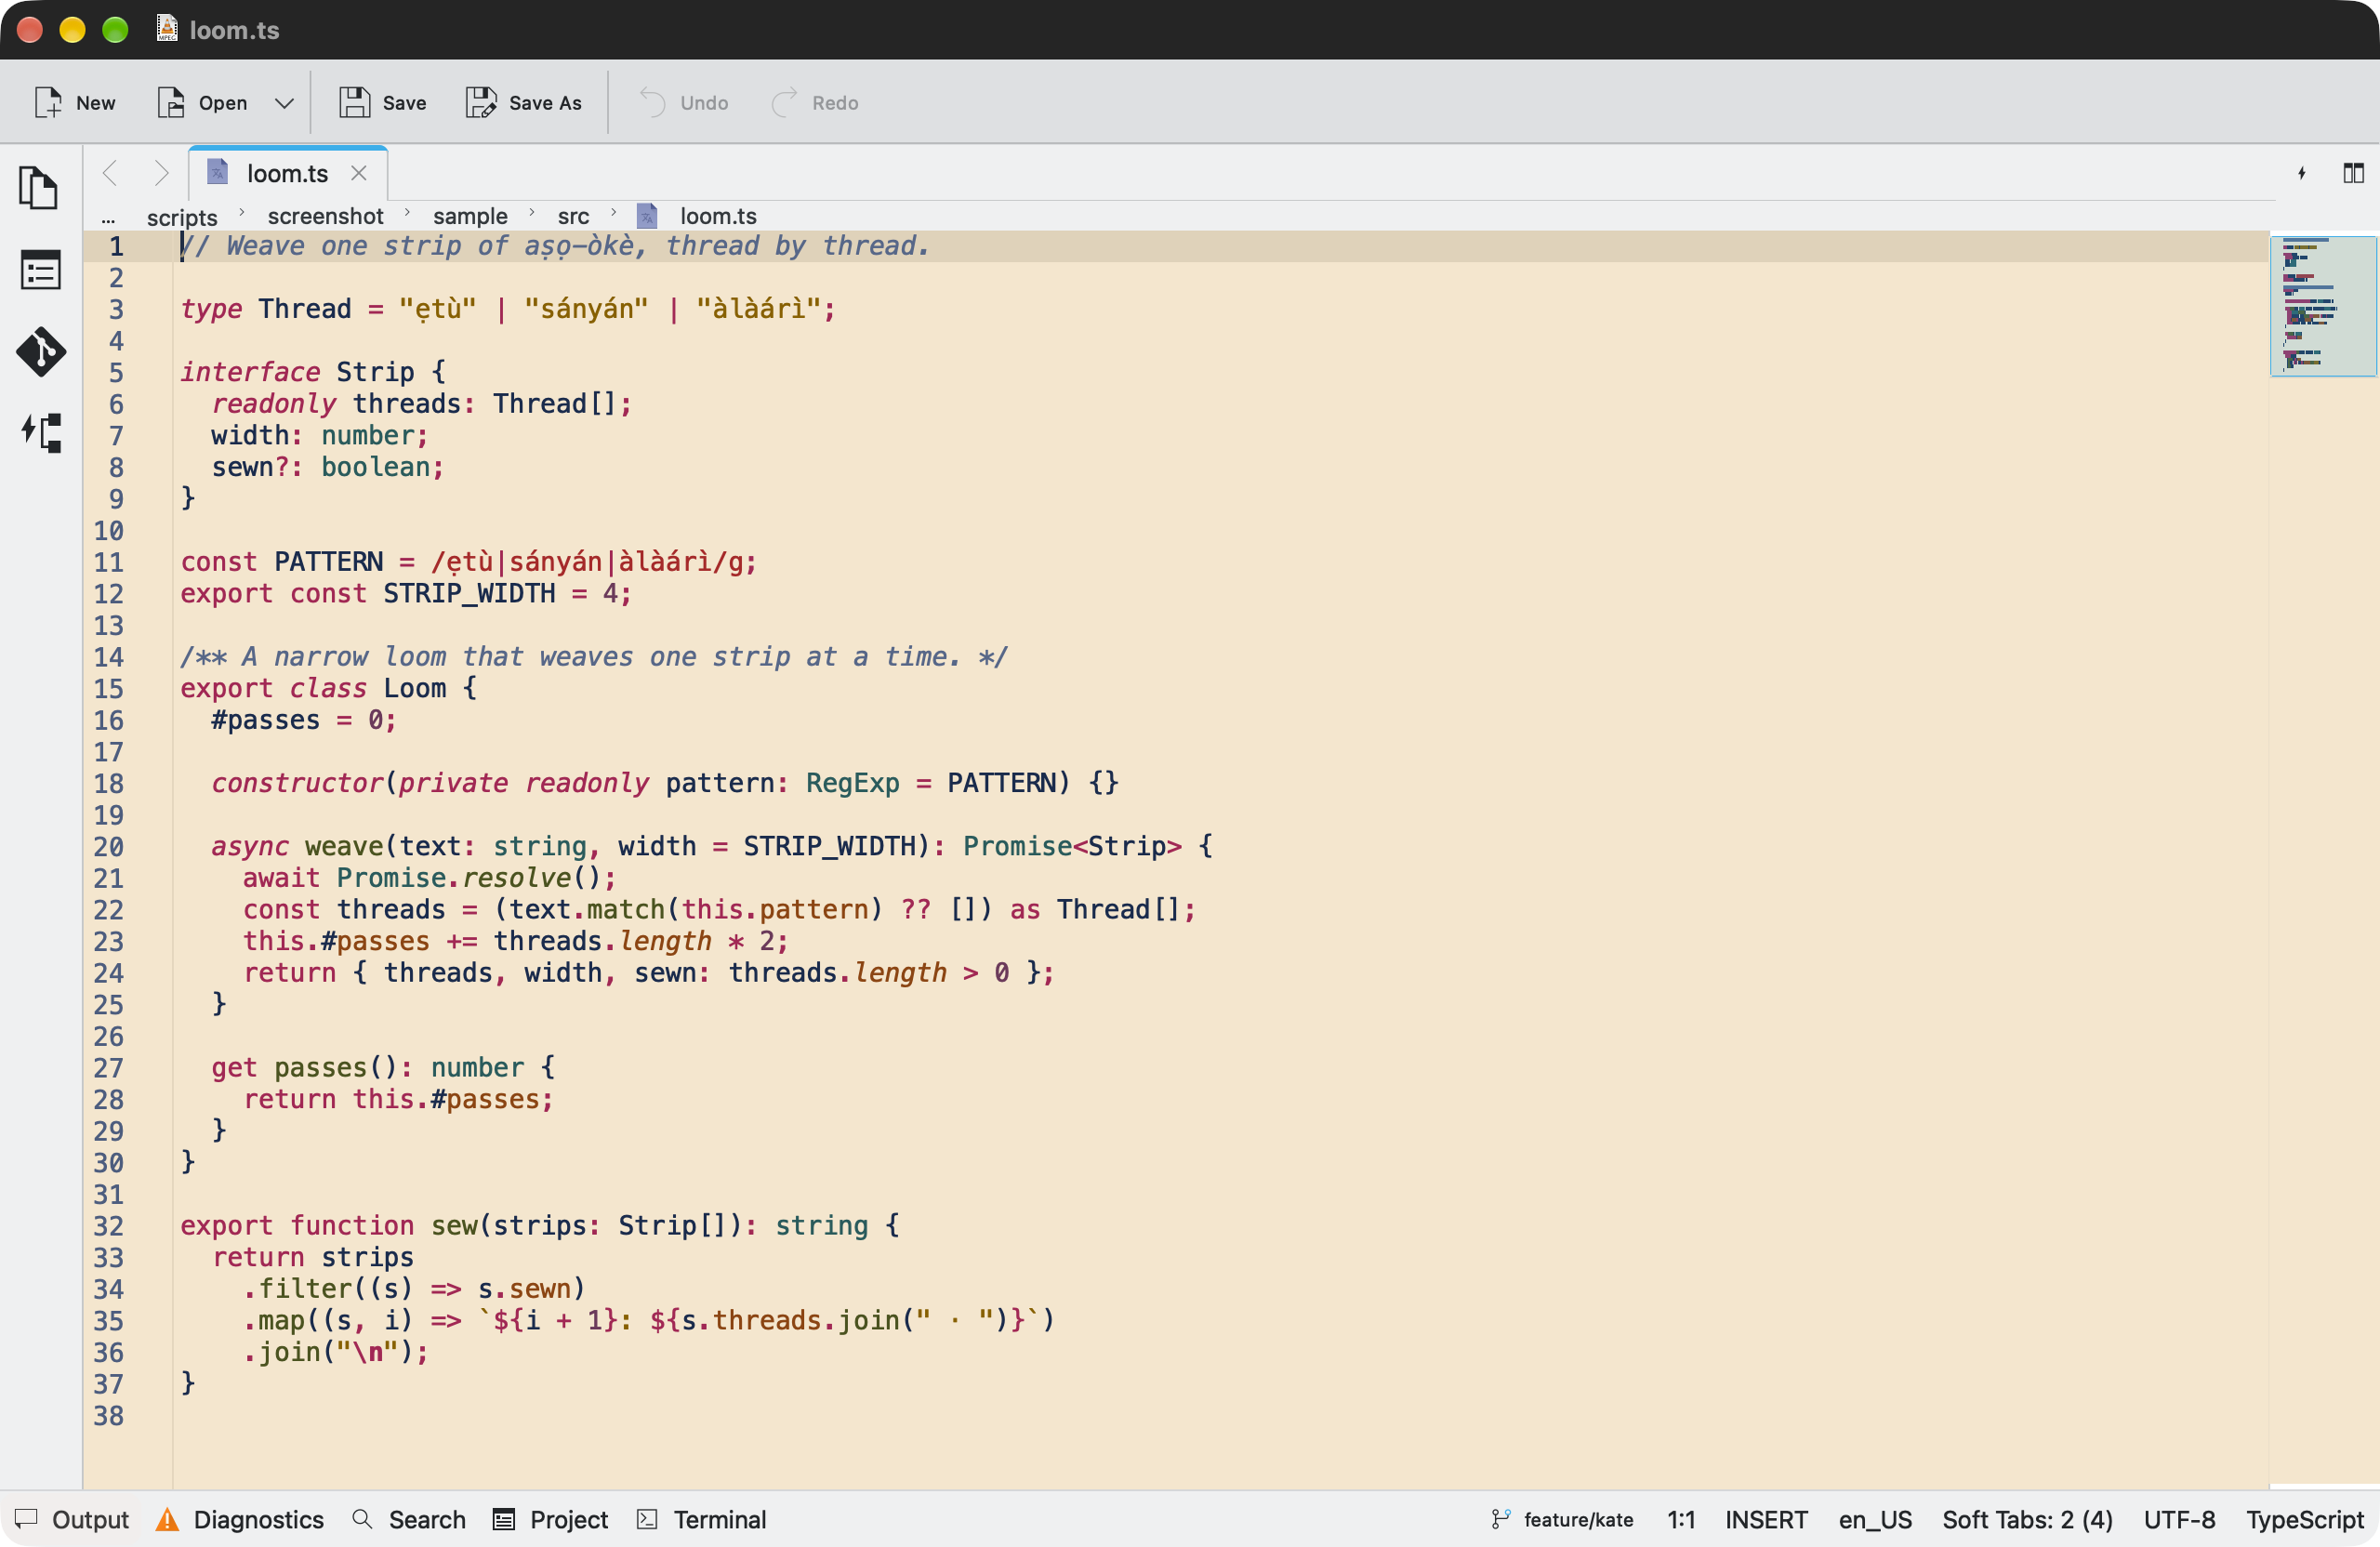 loom.ts
New Open Save Save As Undo Redo
loom.ts
... scripts > screenshot > sample > src > loom.ts
1 // Weave one strip of aṣọ-òkè, thread by thread.
2
3 type Thread = "ẹtù" | "sányán" | "àlàárì";
4
5 interface Strip {
6   readonly threads: Thread[];
7   width: number;
8   sewn?: boolean;
9 }
10
11 const PATTERN = /ẹtù|sányán|àlàárì/g;
12 export const STRIP_WIDTH = 4;
13
14 /** A narrow loom that weaves one strip at a time. */
15 export class Loom {
16   #passes = 0;
17
18   constructor(private readonly pattern: RegExp = PATTERN) {}
19
20   async weave(text: string, width = STRIP_WIDTH): Promise<Strip> {
21     await Promise.resolve();
22     const threads = (text.match(this.pattern) ?? []) as Thread[];
23     this.#passes += threads.length * 2;
24     return { threads, width, sewn: threads.length > 0 };
25   }
26
27   get passes(): number {
28     return this.#passes;
29   }
30 }
31
32 export function sew(strips: Strip[]): string {
33   return strips
34     .filter((s) => s.sewn)
35     .map((s, i) => `${i + 1}: ${s.threads.join(" · ")}`)
36     .join("\n");
37 }
38
Output Diagnostics Search Project Terminal feature/kate 1:1 INSERT en_US Soft Tabs: 2 (4) UTF-8 TypeScript